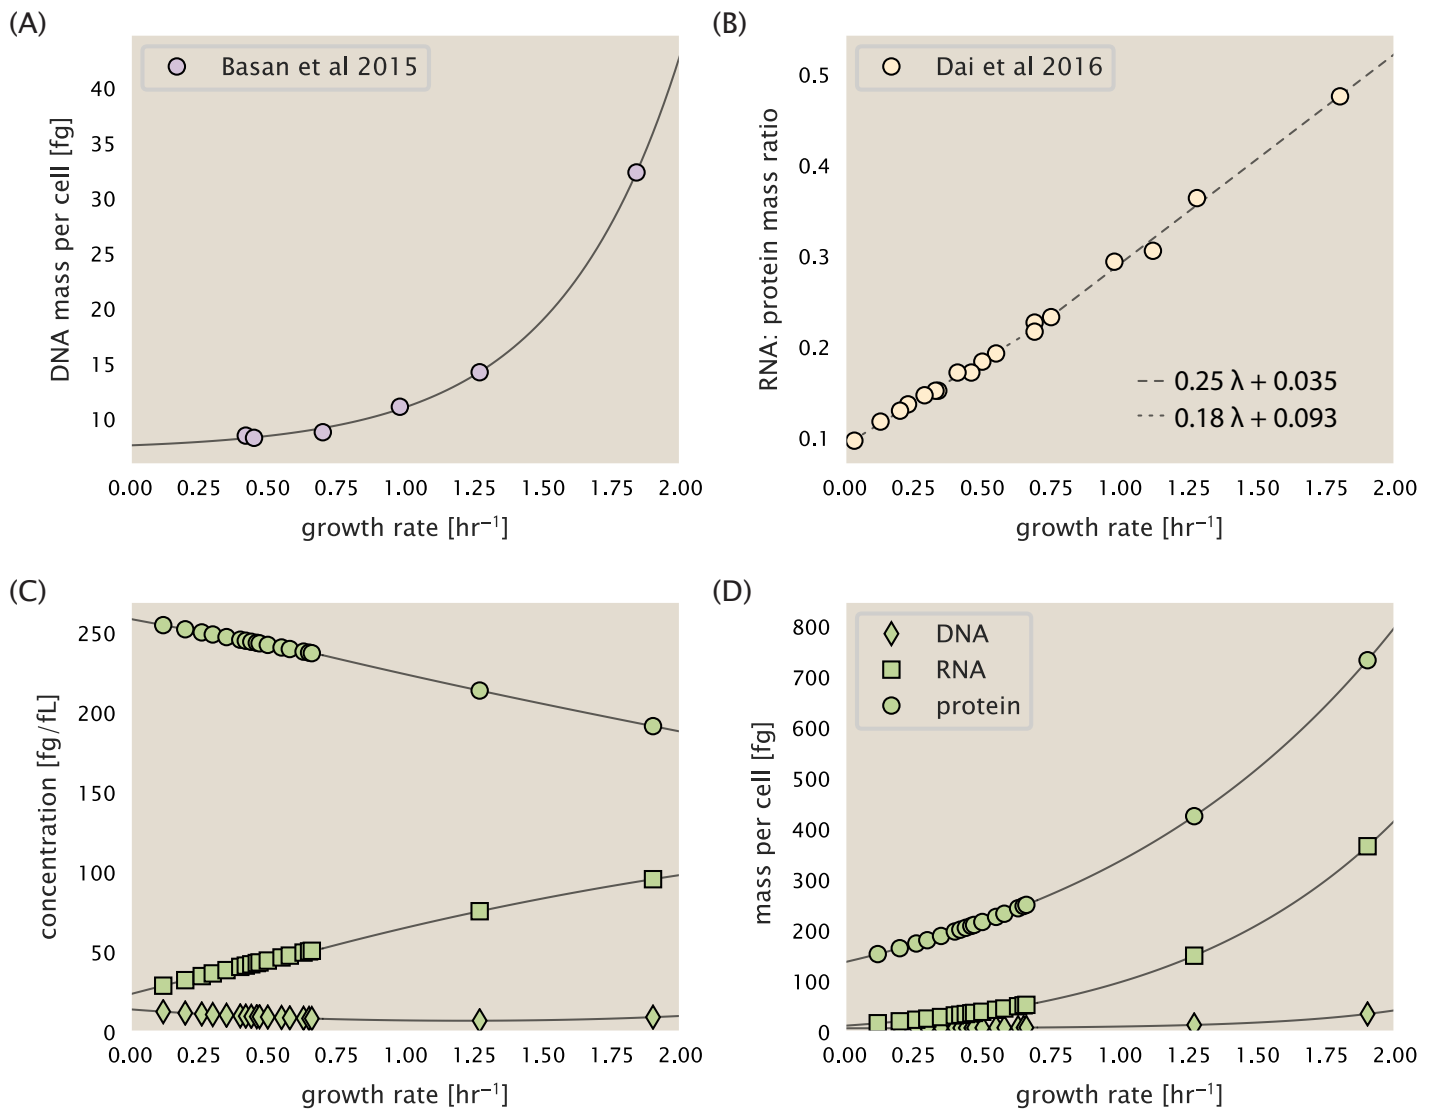 (A)
Basan et al 2015
DNA mass per cell [fg]
40
35
30
25
20
15
10
0.00 0.25 0.50 0.75 1.00 1.25 1.50 1.75 2.00
growth rate [hr⁻¹]
(B)
Dai et al 2016
RNA: protein mass ratio
0.5
0.4
0.3
0.2
0.1
0.25 λ + 0.035
0.18 λ + 0.093
0.00 0.25 0.50 0.75 1.00 1.25 1.50 1.75 2.00
growth rate [hr⁻¹]
(C)
concentration [fg/fL]
250
200
150
100
50
0
0.00 0.25 0.50 0.75 1.00 1.25 1.50 1.75 2.00
growth rate [hr⁻¹]
(D)
DNA
RNA
protein
mass per cell [fg]
800
700
600
500
400
300
200
100
0
0.00 0.25 0.50 0.75 1.00 1.25 1.50 1.75 2.00
growth rate [hr⁻¹]